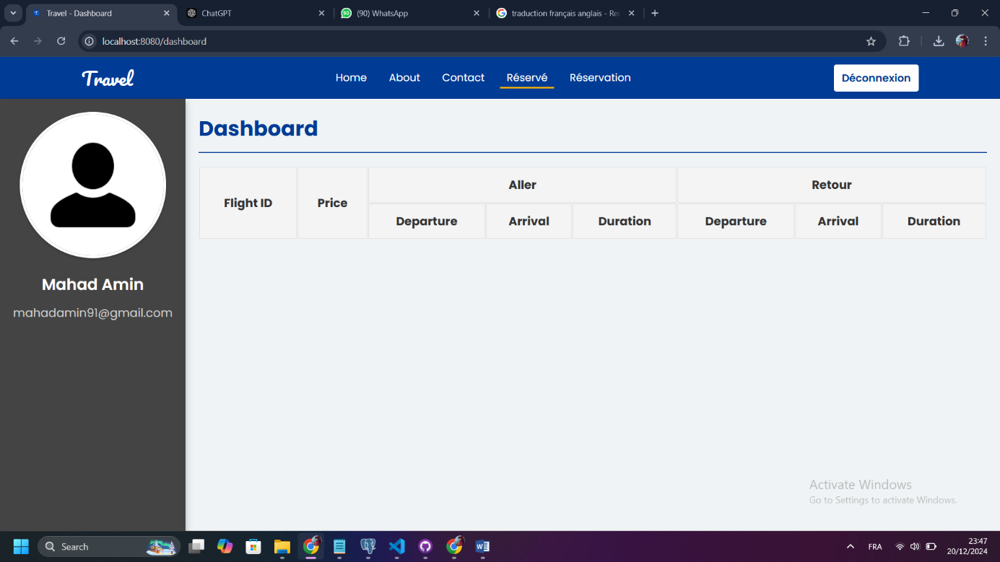 Travel - Dashboard
ChatGPT
(90) WhatsApp
traduction français anglais - Rec
localhost:8080/dashboard
Travel
Home About Contact Réservé Réservation
Déconnexion
Mahad Amin
mahadamin91@gmail.com
Dashboard
Flight ID Price Aller Retour
Departure Arrival Duration Departure Arrival Duration
Activate Windows
Go to Settings to activate Windows.
Search
FRA
23:47
20/12/2024